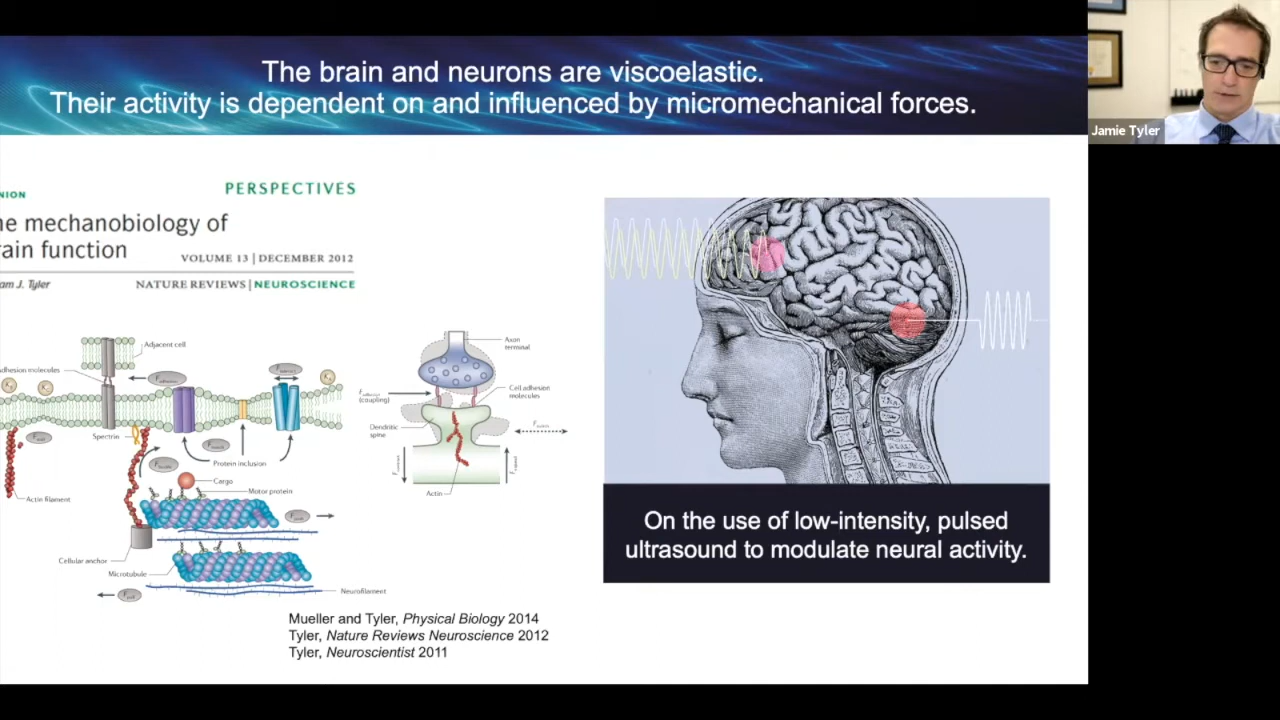 The brain and neurons are viscoelastic.
Their activity is dependent on and influenced by micromechanical forces.
Jamie Tyler
NION
PERSPECTIVES
he mechanobiology of
rain function
VOLUME 13 | DECEMBER 2012
am J. Tyler
NATURE REVIEWS | NEUROSCIENCE
Adjacent cell
Adhesion molecules
Spectrin
Protein inclusion
Cargo
Motor protein
Actin filament
Cellular anchor
Microtubule
Neurofilament
Axon
terminal
(coupling)
Cell adhesion
molecules
Dendritic
spine
Actin
On the use of low-intensity, pulsed
ultrasound to modulate neural activity.
Mueller and Tyler, Physical Biology 2014
Tyler, Nature Reviews Neuroscience 2012
Tyler, Neuroscientist 2011